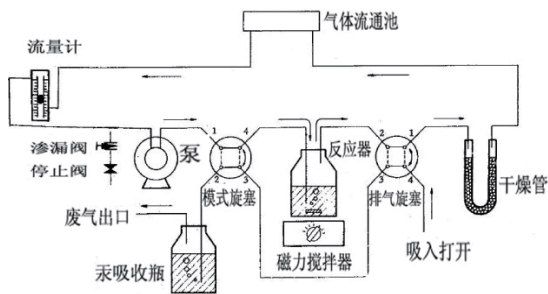 气体流通池
流量计
渗漏阀
停止阀
泵
1
4
2
3
模式旋塞
反应器
2
1
3
4
排气旋塞
干燥管
废气出口
吸入打开
汞吸收瓶
磁力搅拌器